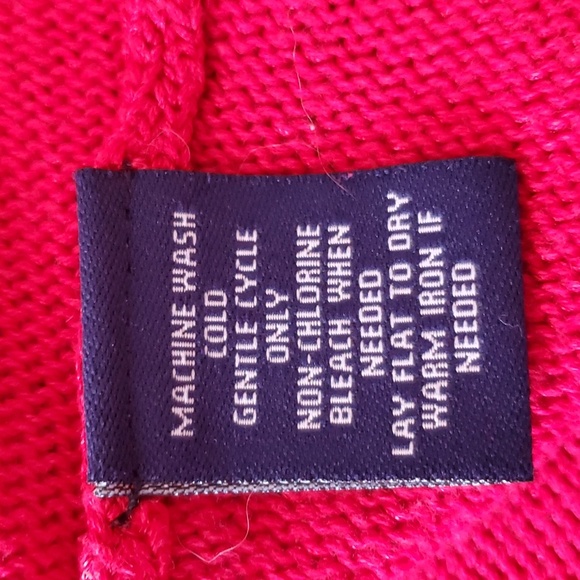 MACHINE WASH
COLD
GENTLE CYCLE
ONLY
NON-CHLORINE
BLEACH WHEN
NEEDED
LAY FLAT TO DRY
WARM IRON IF
NEEDED